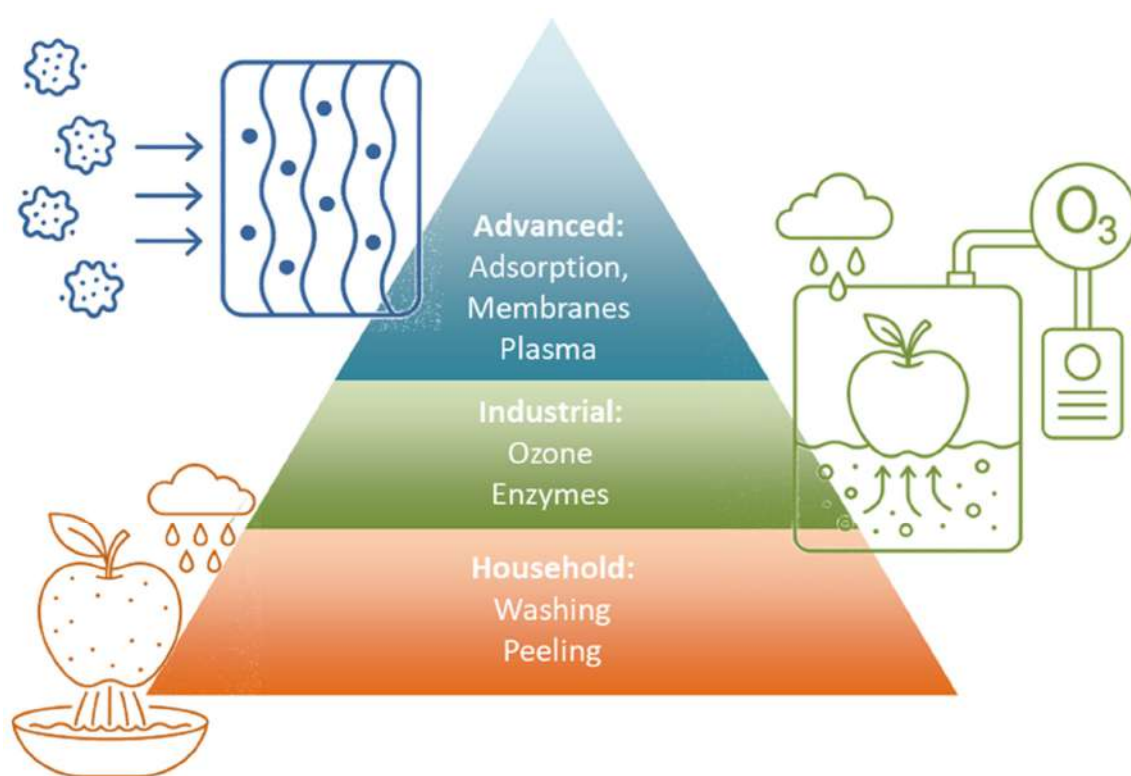 Advanced:
Adsorption,
Membranes
Plasma
O₃
Industrial:
Ozone
Enzymes
Household:
Washing
Peeling